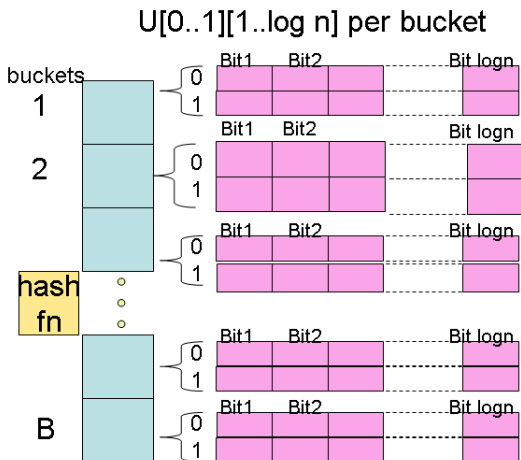 U[0..1][1..log n] per bucket
buckets
0 Bit1 Bit2 Bit logn
1
1
Bit1 Bit2 Bit logn
2
0
1
0 Bit1 Bit2 Bit logn
1
hash
fn
0 Bit1 Bit2 Bit logn
1
B
0 Bit1 Bit2 Bit logn
1